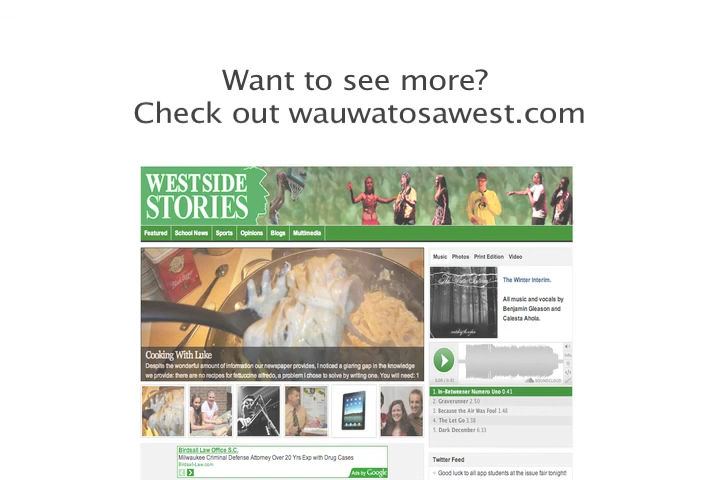 Want to see more?
Check out wauwatosawest.com
WESTSIDE
STORIES
Featured School News Sports Opinions Blogs Multimedia
Music Photos Print Edition Video
The Winter Interim.
All music and vocals by
Benjamin Gleason and
Calesta Ahola.
Cooking With Luke
Despite the wonderful amount of information our newspaper provides, I noticed a glaring gap in the knowledge
we provide: there are no recipes for fettuccine alfredo, a problem I chose to solve by writing one. You will need: 1
SOUNDCLOUD
1. In-Betweener Numero Uno 0.41
2. Graverunner 2.50
3. Because the Air Was Foul 3.48
4. The Let Go 3.38
5. Dark December 6.33
Birdsall Law Office S.C.
Milwaukee Criminal Defense Attorney Over 20 Yrs Exp with Drug Cases
Birdsall-Law.com
Ads by Google
Twitter Feed
Good luck to all app students at the issue fair tonight!